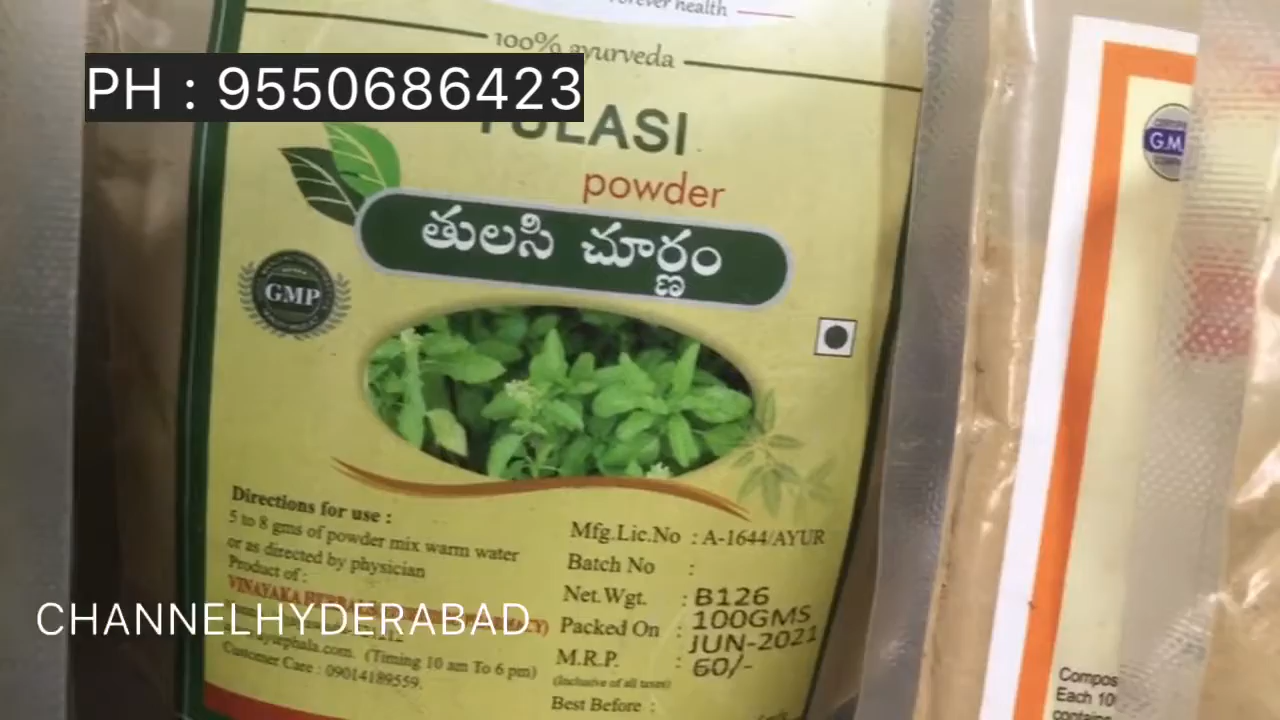 forever health
100% ayurveda
PH : 9550686423
TULASI
powder
తులసి చూర్ణం
GMP
G.M.
Directions for use :
5 to 8 gms of powder mix warm water
or as directed by physician
Product of :
VINAYAKA
CHANNELHYDERABAD
(Timing 10 am To 6 pm)
Customer Care : 09014189559.
Mfg.Lic.No : A-1644/AYUR
Batch No :
Net.Wgt. : B126
Packed On : 100GMS
JUN-2021
M.R.P. : 60/-
(Inclusive of all taxes)
Best Before :
Compos
Each 10